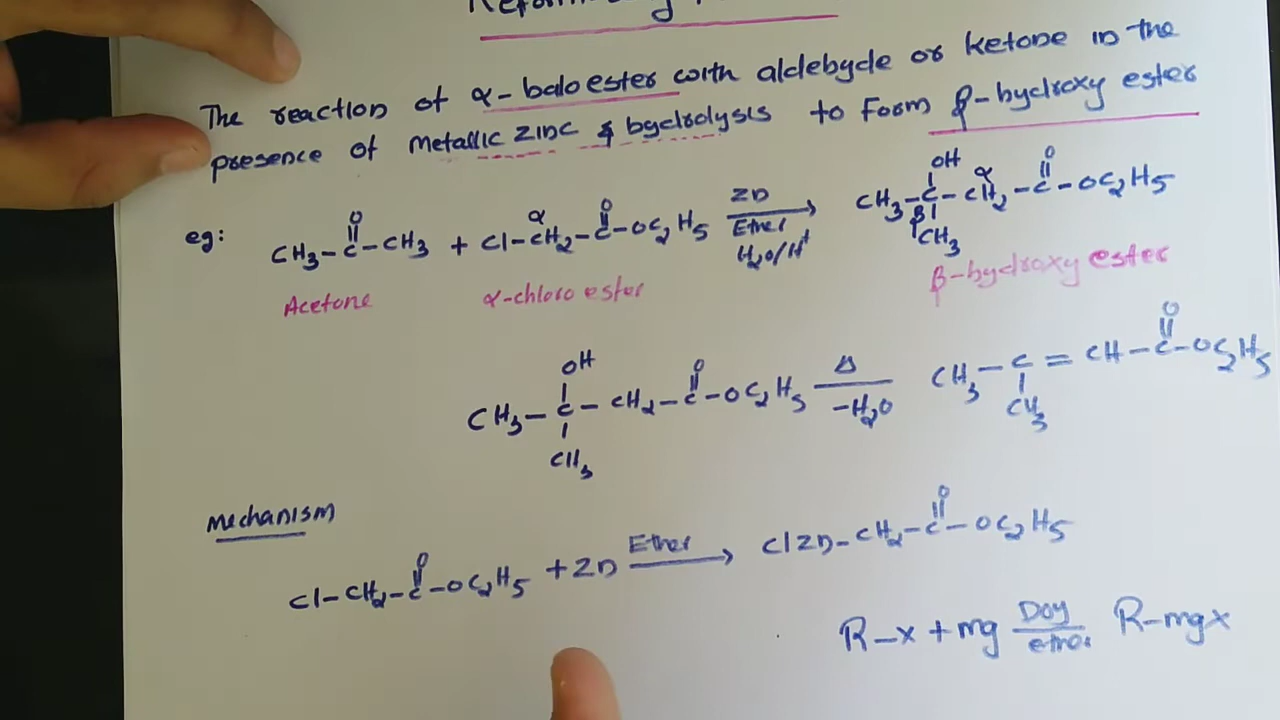 The reaction of α-haloester with aldehyde or ketone in the
presence of Metallic zinc & hydrolysis to form β-hydroxy ester
eg: CH3-C(=O)-CH3 + Cl-CH2(α)-C(=O)-OC2H5 Zn Ether H2O/H+ → CH3-C(OH)(CH3)(β)-CH2(α)-C(=O)-OC2H5
Acetone α-chloro ester β-hydroxy ester
CH3-C(OH)(CH3)-CH2-C(=O)-OC2H5 Δ -H2O CH3-C(CH3)=CH-C(=O)-OC2H5
Mechanism
Cl-CH2-C(=O)-OC2H5 + Zn Ether → ClZn-CH2-C(=O)-OC2H5
R-x + mg Dry ether R-mgx